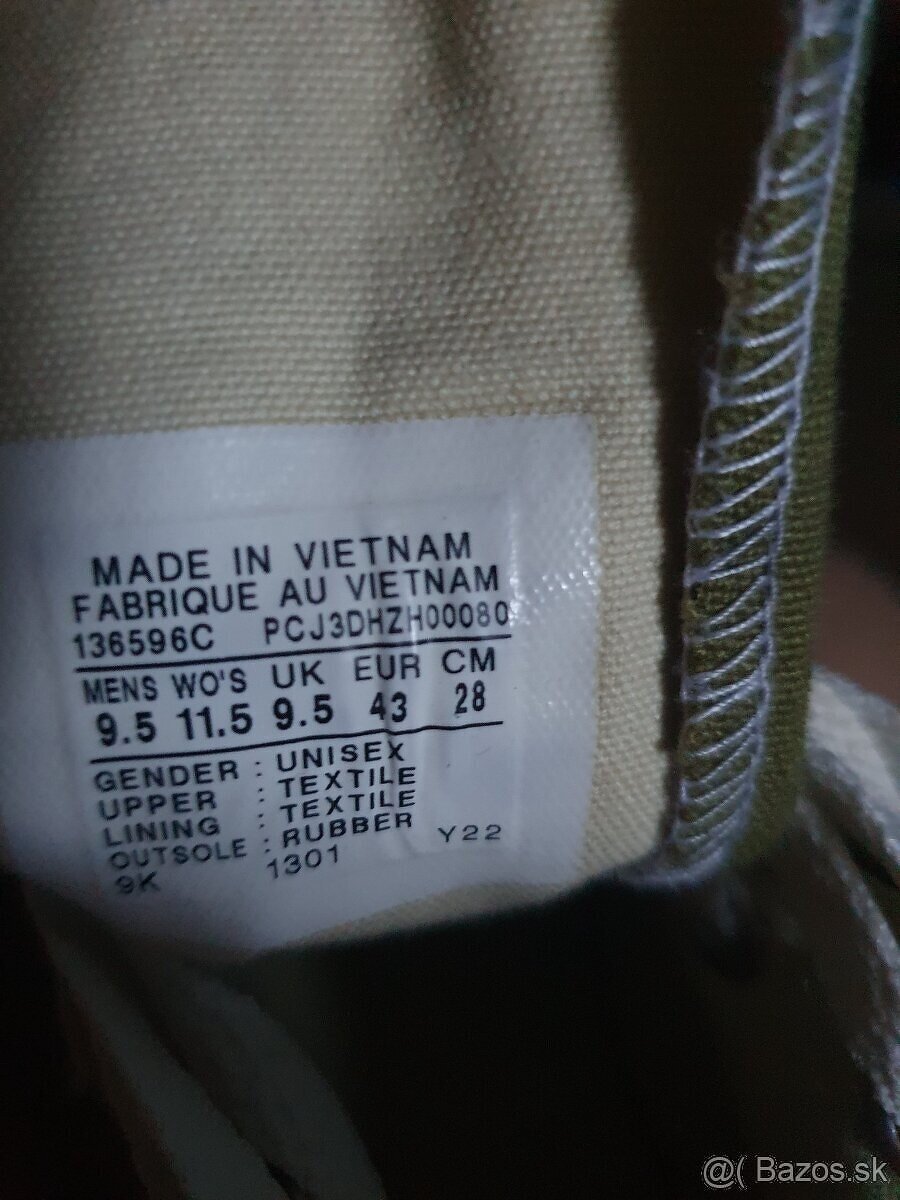 MADE IN VIETNAM
FABRIQUE AU VIETNAM
136596C PCJ3DHZH00080
MENS WO'S UK EUR CM
9.5 11.5 9.5 43 28
GENDER : UNISEX
UPPER : TEXTILE
LINING : TEXTILE
OUTSOLE : RUBBER
9K 1301 Y22
@( Bazos.sk